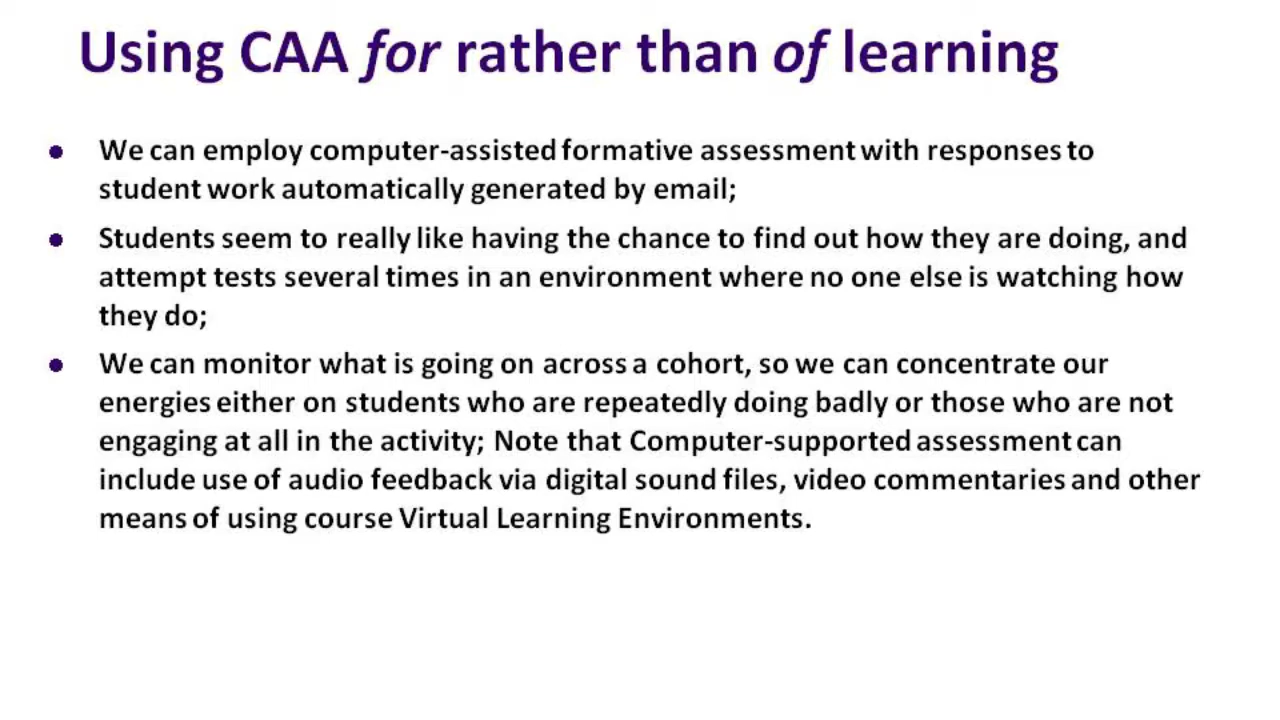 Using CAA for rather than of learning
• We can employ computer-assisted formative assessment with responses to
student work automatically generated by email;
• Students seem to really like having the chance to find out how they are doing, and
attempt tests several times in an environment where no one else is watching how
they do;
• We can monitor what is going on across a cohort, so we can concentrate our
energies either on students who are repeatedly doing badly or those who are not
engaging at all in the activity; Note that Computer-supported assessment can
include use of audio feedback via digital sound files, video commentaries and other
means of using course Virtual Learning Environments.